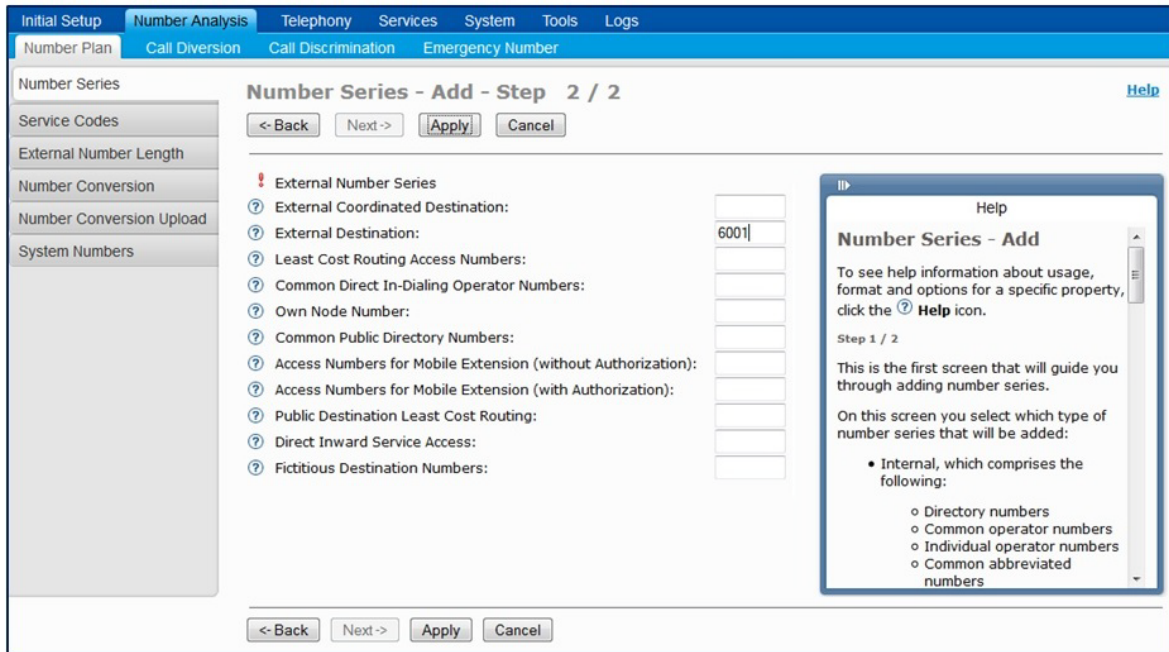 Initial Setup Number Analysis Telephony Services System Tools Logs
Number Plan Call Diversion Call Discrimination Emergency Number
Number Series
Service Codes
External Number Length
Number Conversion
Number Conversion Upload
System Numbers
Number Series - Add - Step 2 / 2
Help
<- Back Next -> Apply Cancel
! External Number Series
? External Coordinated Destination:
? External Destination: 6001
? Least Cost Routing Access Numbers:
? Common Direct In-Dialing Operator Numbers:
? Own Node Number:
? Common Public Directory Numbers:
? Access Numbers for Mobile Extension (without Authorization):
? Access Numbers for Mobile Extension (with Authorization):
? Public Destination Least Cost Routing:
? Direct Inward Service Access:
? Fictitious Destination Numbers:
Help
Number Series - Add
To see help information about usage,
format and options for a specific property,
click the ? Help icon.
Step 1 / 2
This is the first screen that will guide you
through adding number series.
On this screen you select which type of
number series that will be added:
• Internal, which comprises the
following:
o Directory numbers
o Common operator numbers
o Individual operator numbers
o Common abbreviated
numbers
<- Back Next -> Apply Cancel